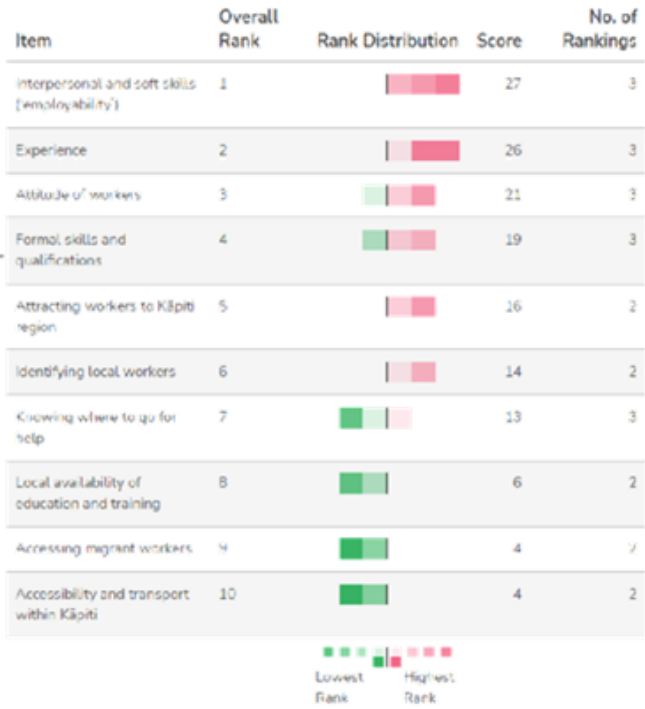 Item Overall Rank Rank Distribution Score No. of Rankings
Interpersonal and soft skills 1 27 3
('employability')
Experience 2 26 3
Attitude of workers 3 21 3
Formal skills and 4 19 3
qualifications
Attracting workers to Kāpiti 5 16 2
region
Identifying local workers 6 14 2
Knowing where to go for 7 13 3
help
Local availability of 8 6 2
education and training
Accessing migrant workers 9 4 2
Accessibility and transport 10 4 2
within Kāpiti
Lowest Highest
Rank Rank